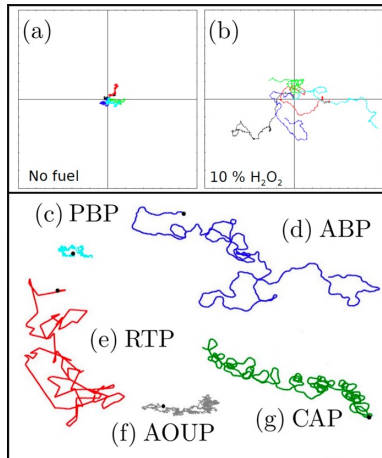 (a)
(b)
No fuel
10 % H₂O₂
(c) PBP
(d) ABP
(e) RTP
(f) AOUP
(g) CAP